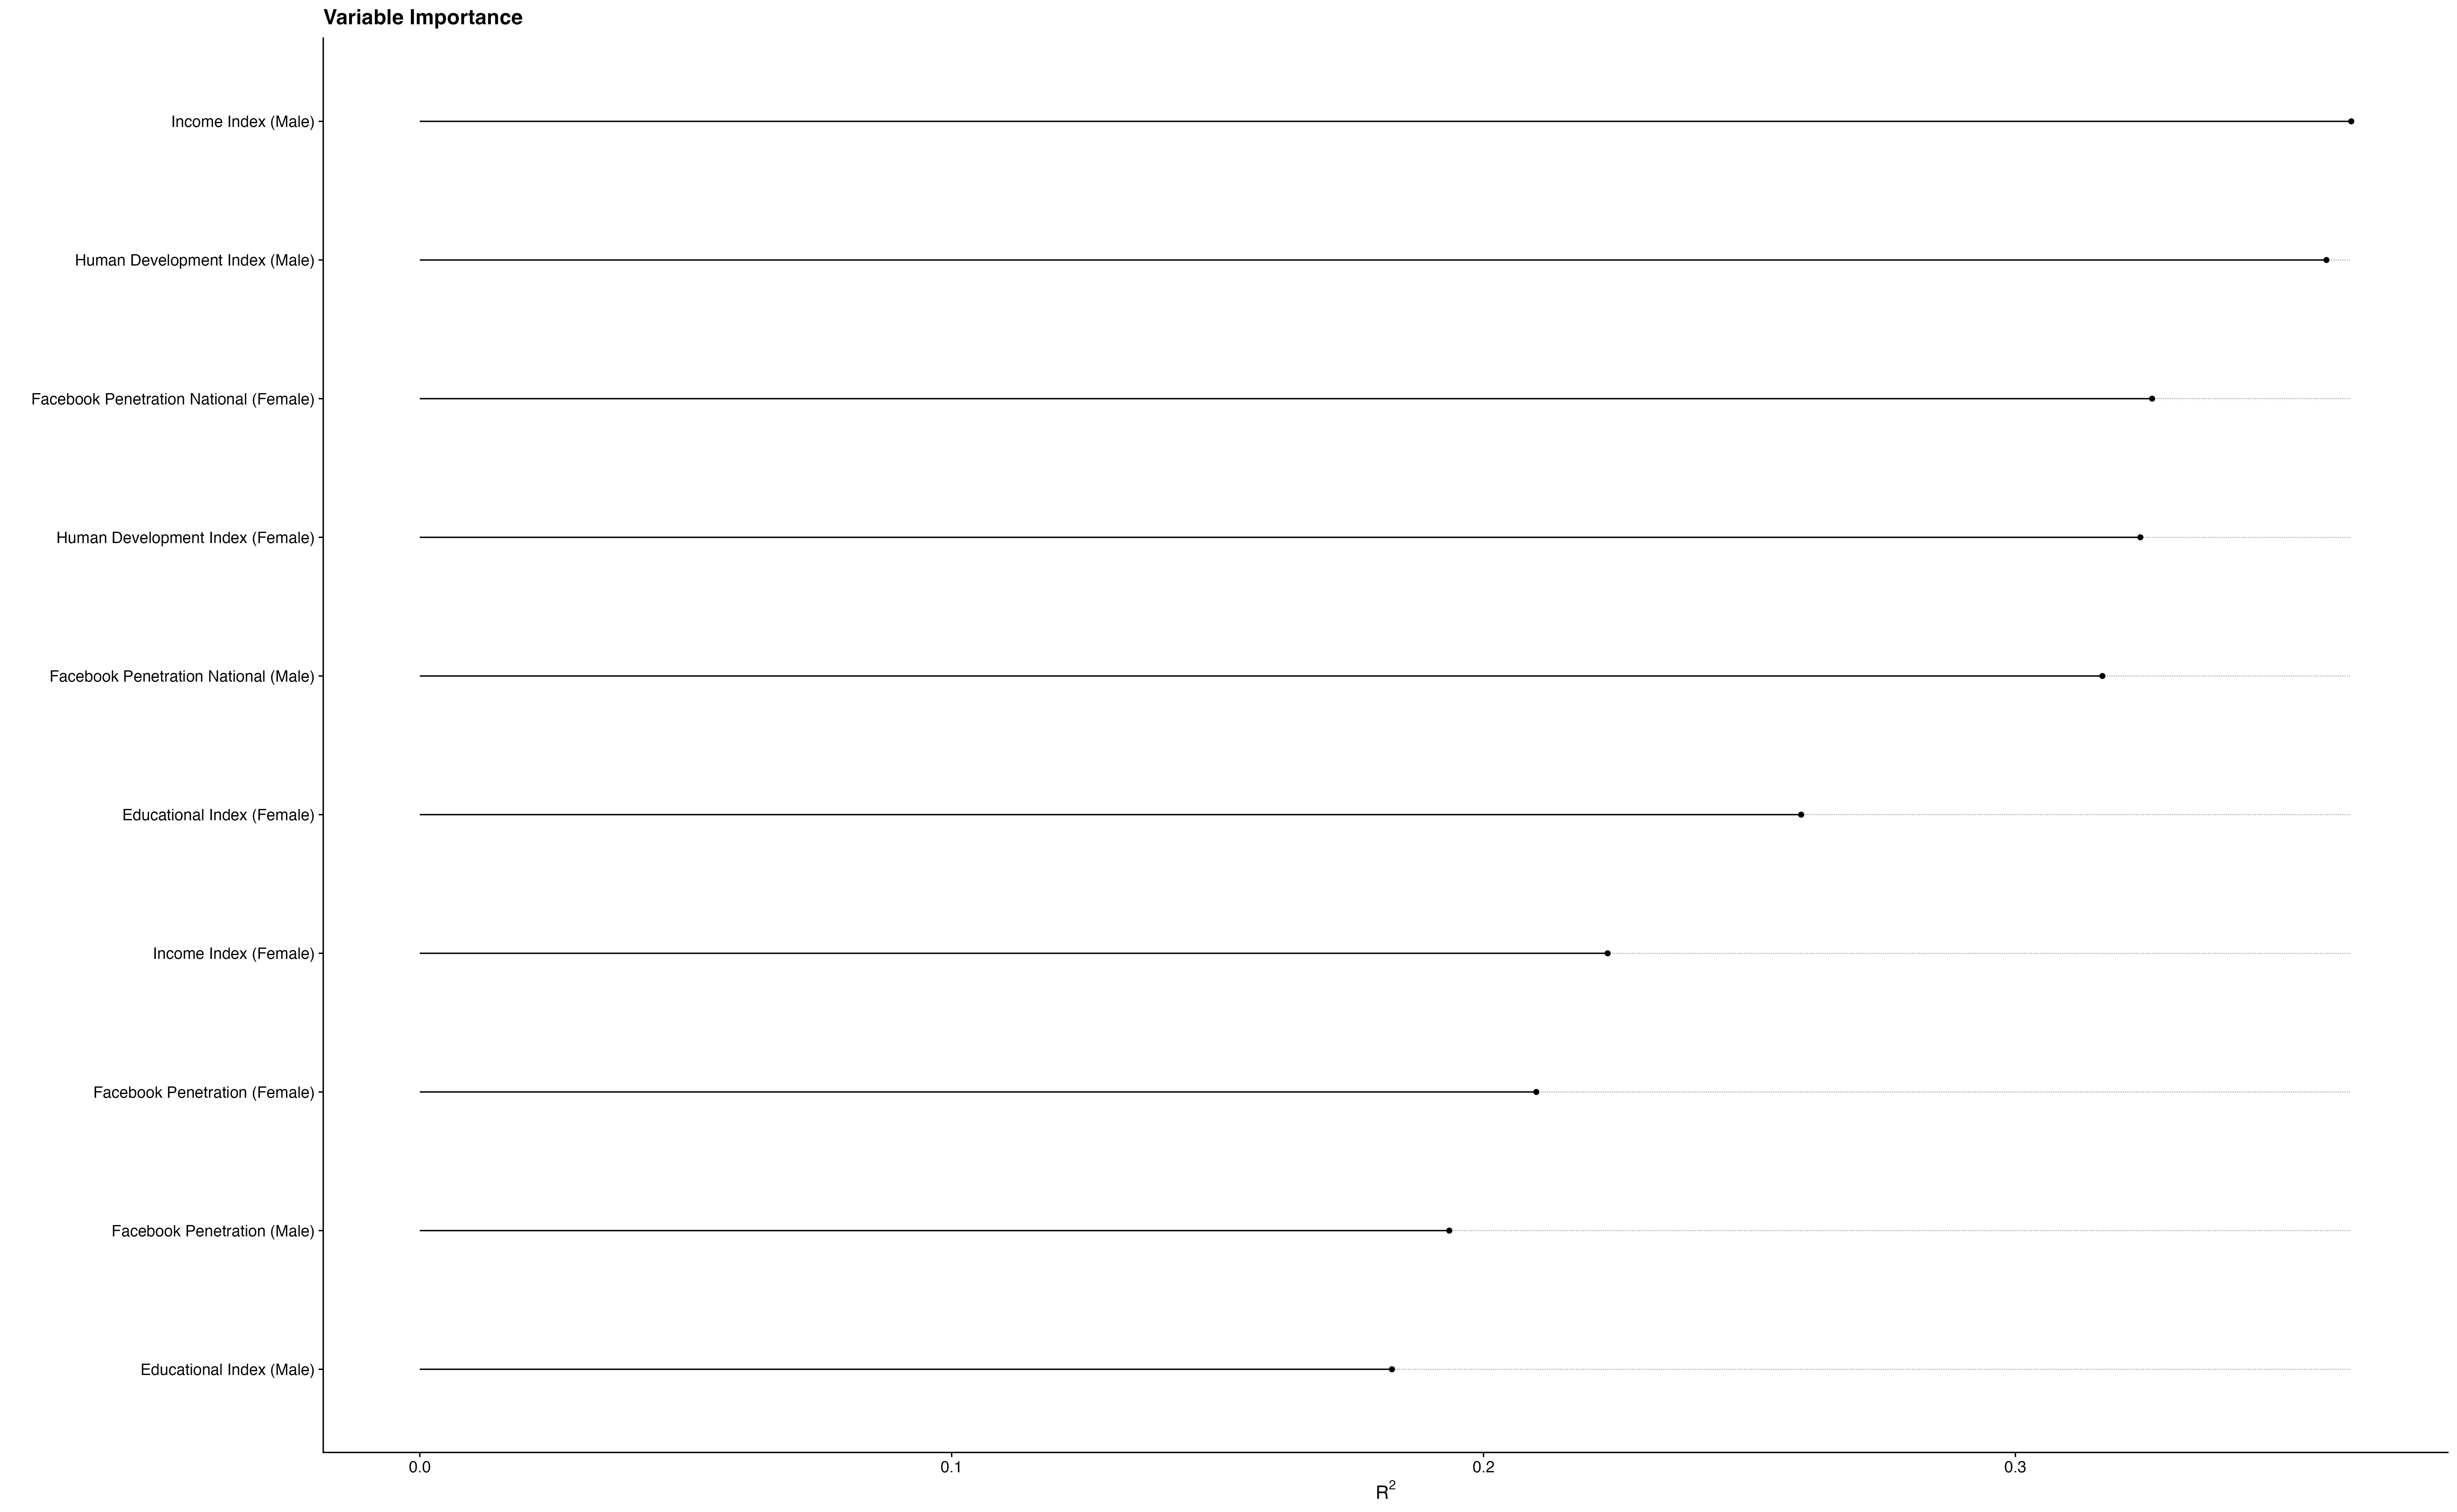 Variable Importance
Income Index (Male)
Human Development Index (Male)
Facebook Penetration National (Female)
Human Development Index (Female)
Facebook Penetration National (Male)
Educational Index (Female)
Income Index (Female)
Facebook Penetration (Female)
Facebook Penetration (Male)
Educational Index (Male)
0.0 0.1 0.2 0.3
R²